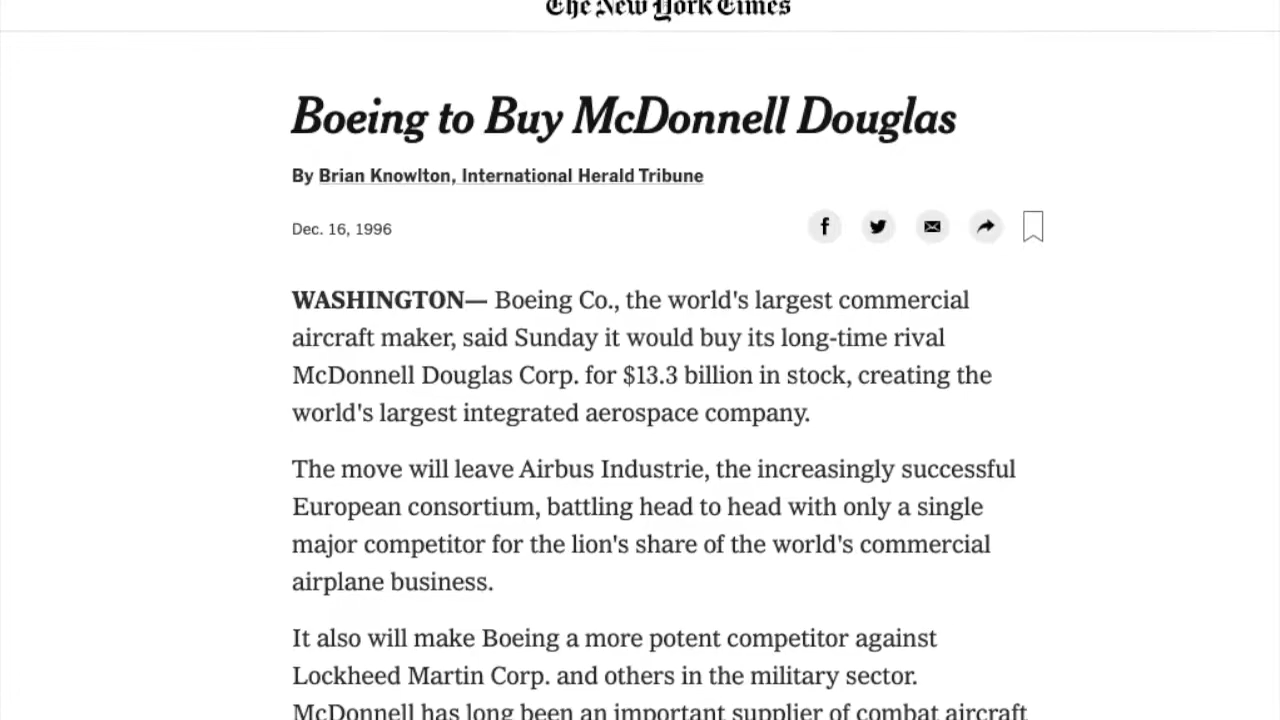 The New York Times
Boeing to Buy McDonnell Douglas
By Brian Knowlton, International Herald Tribune
Dec. 16, 1996
WASHINGTON— Boeing Co., the world's largest commercial
aircraft maker, said Sunday it would buy its long-time rival
McDonnell Douglas Corp. for $13.3 billion in stock, creating the
world's largest integrated aerospace company.
The move will leave Airbus Industrie, the increasingly successful
European consortium, battling head to head with only a single
major competitor for the lion's share of the world's commercial
airplane business.
It also will make Boeing a more potent competitor against
Lockheed Martin Corp. and others in the military sector.
McDonnell has long been an important supplier of combat aircraft